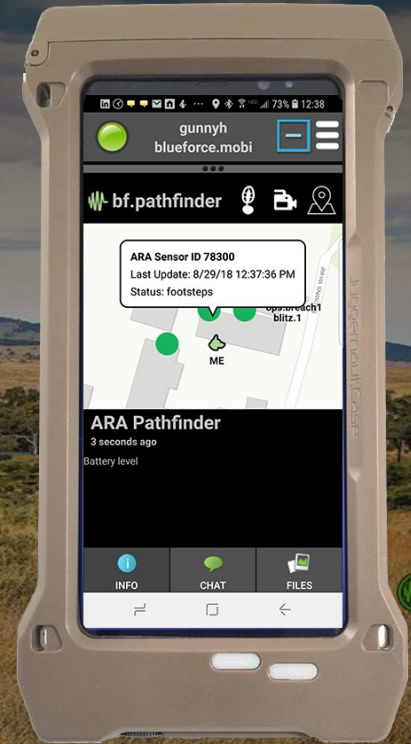 73% 12:38
gunnyh
blueforce.mobi
bf.pathfinder
ARA Sensor ID 78300
Last Update: 8/29/18 12:37:36 PM
Status: footsteps
ops.breach1
blitz.1
ME
ARA Pathfinder
3 seconds ago
Battery level
INFO
CHAT
FILES
JuggernautCase